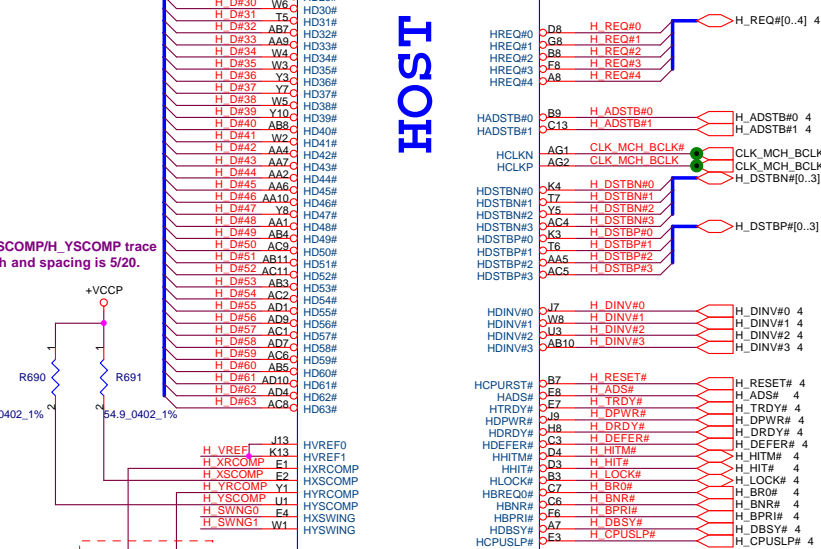 H_D#30 W6 HD30#
H_D#31 T5 HD31#
H_D#32 AB7 HD32#
H_D#33 AA9 HD33#
H_D#34 W4 HD34#
H_D#35 W3 HD35#
H_D#36 Y3 HD36#
H_D#37 Y7 HD37#
H_D#38 W5 HD38#
H_D#39 Y10 HD39#
H_D#40 AB8 HD40#
H_D#41 W2 HD41#
H_D#42 AA4 HD42#
H_D#43 AA7 HD43#
H_D#44 AA2 HD44#
H_D#45 AA6 HD45#
H_D#46 AA10 HD46#
H_D#47 Y8 HD47#
H_D#48 AA1 HD48#
H_D#49 AB4 HD49#
H_D#50 AC9 HD50#
H_D#51 AB11 HD51#
H_D#52 AC11 HD52#
H_D#53 AB3 HD53#
H_D#54 AC2 HD54#
H_D#55 AD1 HD55#
H_D#56 AD9 HD56#
H_D#57 AC1 HD57#
H_D#58 AD7 HD58#
H_D#59 AC6 HD59#
H_D#60 AB5 HD60#
H_D#61 AD10 HD61#
H_D#62 AD4 HD62#
H_D#63 AC8 HD63#
SCOMP/H_YSCOMP trace
h and spacing is 5/20.
+VCCP
1 1
R690 R691
2 2
0402_1% 54.9_0402_1%
J13 HVREF0
H_VREF K13 HVREF1
H_XRCOMP E1 HXRCOMP
H_XSCOMP E2 HXSCOMP
H_YRCOMP Y1 HYRCOMP
H_YSCOMP U1 HYSCOMP
H_SWNG0 E4 HXSWING
H_SWNG1 W1 HYSWING
HOST
HREQ#0 D8 H_REQ#0 H_REQ#[0..4] 4
HREQ#1 G8 H_REQ#1
HREQ#2 B8 H_REQ#2
HREQ#3 F8 H_REQ#3
HREQ#4 A8 H_REQ#4
HADSTB#0 B9 H_ADSTB#0 H_ADSTB#0 4
HADSTB#1 C13 H_ADSTB#1 H_ADSTB#1 4
HCLKN AG1 CLK_MCH_BCLK# CLK_MCH_BCLK
HCLKP AG2 CLK_MCH_BCLK CLK_MCH_BCLK
H_DSTBN#[0..3]
HDSTBN#0 K4 H_DSTBN#0
HDSTBN#1 T7 H_DSTBN#1
HDSTBN#2 Y5 H_DSTBN#2
HDSTBN#3 AC4 H_DSTBN#3
HDSTBP#0 K3 H_DSTBP#0 H_DSTBP#[0..3]
HDSTBP#1 T6 H_DSTBP#1
HDSTBP#2 AA5 H_DSTBP#2
HDSTBP#3 AC5 H_DSTBP#3
HDINV#0 J7 H_DINV#0 H_DINV#0 4
HDINV#1 W8 H_DINV#1 H_DINV#1 4
HDINV#2 U3 H_DINV#2 H_DINV#2 4
HDINV#3 AB10 H_DINV#3 H_DINV#3 4
HCPURST# B7 H_RESET# H_RESET# 4
HADS# E8 H_ADS# H_ADS# 4
HTRDY# E7 H_TRDY# H_TRDY# 4
HDPWR# J9 H_DPWR# H_DPWR# 4
HDRDY# H8 H_DRDY# H_DRDY# 4
HDEFER# C3 H_DEFER# H_DEFER# 4
HHITM# D4 H_HITM# H_HITM# 4
HHIT# D3 H_HIT# H_HIT# 4
HLOCK# B3 H_LOCK# H_LOCK# 4
HBREQ0# C7 H_BR0# H_BR0# 4
HBNR# C6 H_BNR# H_BNR# 4
HBPRI# F6 H_BPRI# H_BPRI# 4
HDBSY# A7 H_DBSY# H_DBSY# 4
HCPUSLP# E3 H_CPUSLP# H_CPUSLP# 4